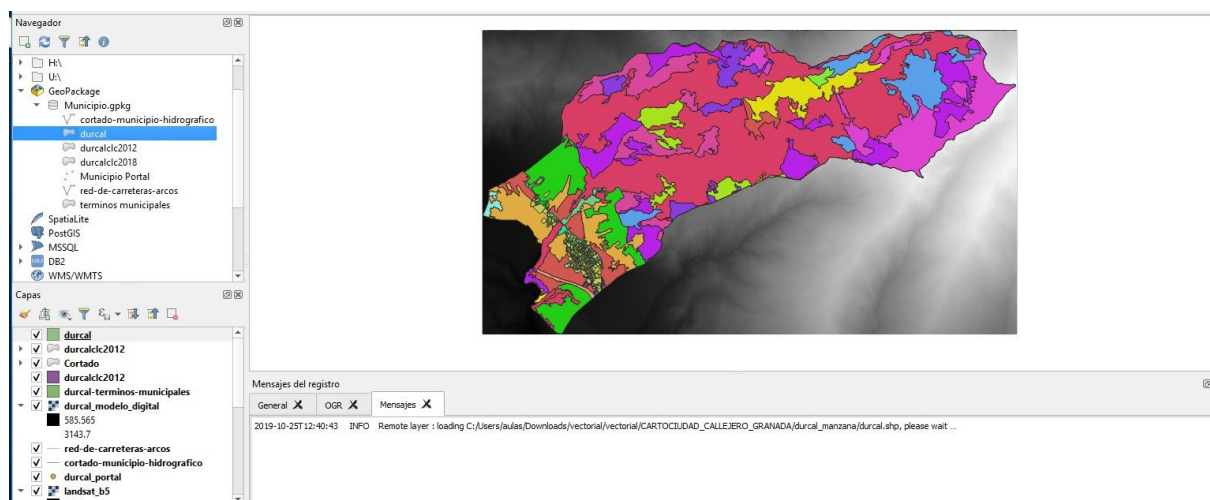 Navegador
H:\
U:\
GeoPackage
Municipio.gpkg
cortado-municipio-hidrografico
durcal
durcalclc2012
durcalclc2018
Municipio Portal
red-de-carreteras-arcos
terminos municipales
SpatiaLite
PostGIS
MSSQL
DB2
WMS/WMTS
Capas
durcal
durcalclc2012
Cortado
durcalclc2012
durcal-terminos-municipales
durcal_modelo_digital
585.565
3143.7
red-de-carreteras-arcos
cortado-municipio-hidrografico
durcal_portal
landsat_b5
Mensajes del registro
General X OGR X Mensajes X
2019-10-25T12:40:43 INFO Remote layer : loading C:/Users/aulas/Downloads/vectorial/vectorial/CARTOCIUDAD_CALLEJERO_GRANADA/durcal_manzana/durcal.shp, please wait ...